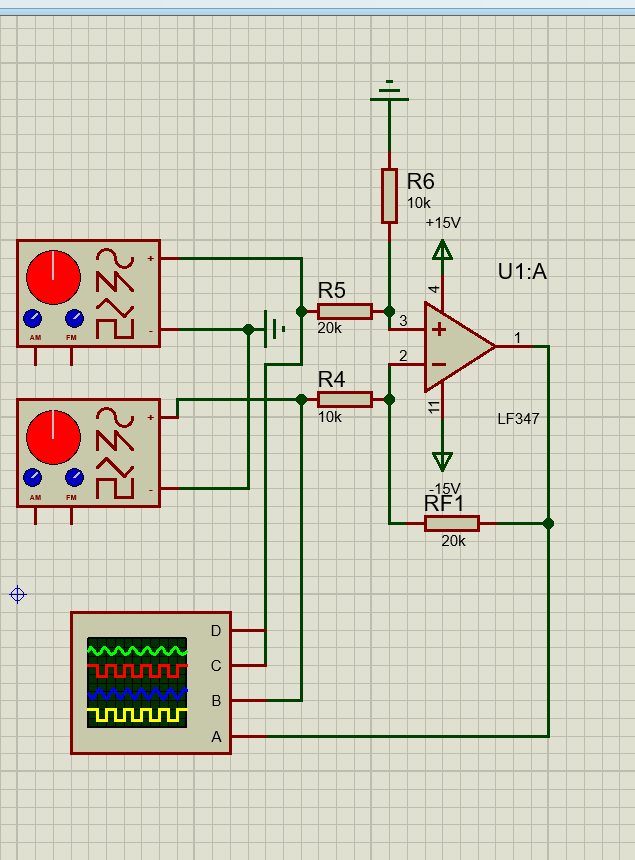 R6
10k
+15V
4
U1:A
+
-
AM
FM
R5
20k
3
2
1
R4
10k
11
LF347
+
-
AM
FM
-15V
RF1
20k
D
C
B
A